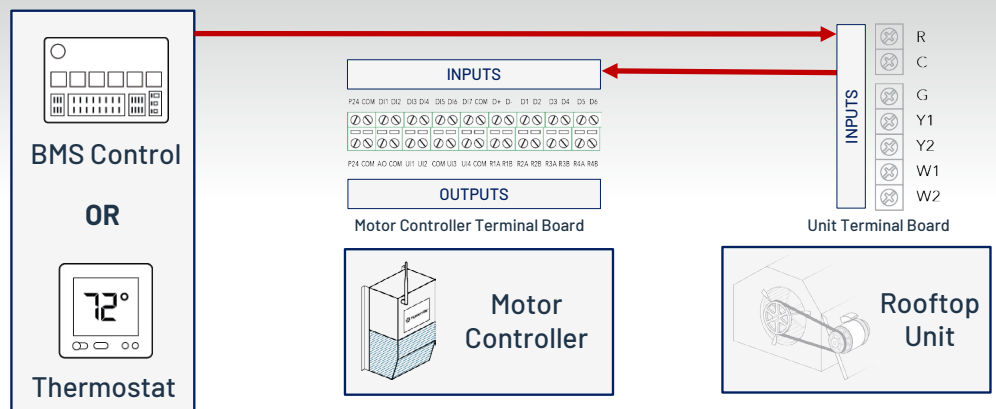 BMS Control
OR
72°
Thermostat
INPUTS
P24 COM DI1 DI2 DI3 DI4 DI5 DI6 DI7 COM D+ D- D1 D2 D3 D4 D5 D6
P24 COM AO COM UI1 UI2 COM UI3 UI4 COM R1A R1B R2A R2B R3A R3B R4A R4B
OUTPUTS
Motor Controller Terminal Board
Motor
Controller
INPUTS
R
C
G
Y1
Y2
W1
W2
Unit Terminal Board
Rooftop
Unit